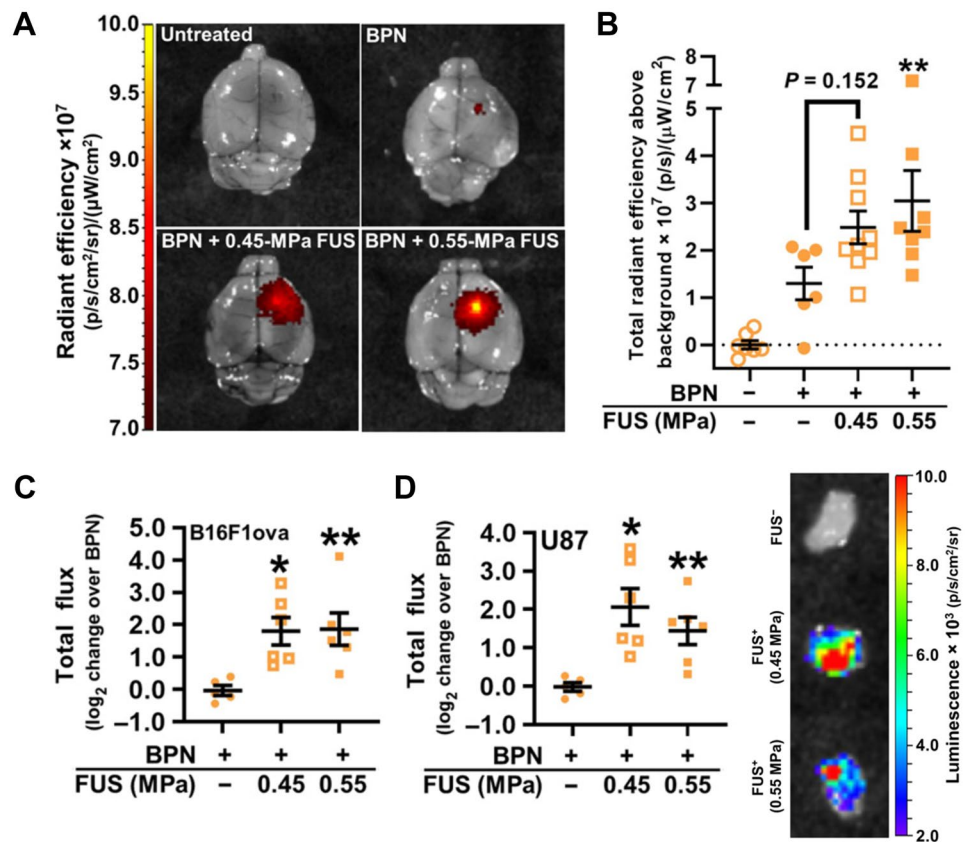 A
Radiant efficiency ×10⁷
(p/s/cm²/sr)/(μW/cm²)
10.0
9.5
9.0
8.5
8.0
7.5
7.0
Untreated
BPN
BPN + 0.45-MPa FUS
BPN + 0.55-MPa FUS
B
Total radiant efficiency above
background × 10⁷ (p/s)/(μW/cm²)
8
7
5
4
3
2
1
0
P = 0.152
**
BPN − + + +
FUS (MPa) − − 0.45 0.55
C
B16F1ova
Total flux
(log₂ change over BPN)
5.0
4.0
3.0
2.0
1.0
0.0
−1.0
*
**
BPN + + +
FUS (MPa) − 0.45 0.55
D
U87
Total flux
(log₂ change over BPN)
4.0
3.0
2.0
1.0
0.0
−1.0
*
**
BPN + + +
FUS (MPa) − 0.45 0.55
FUS⁻
FUS⁺
(0.45 MPa)
FUS⁺
(0.55 MPa)
10.0
8.0
6.0
4.0
2.0
Luminescence × 10³ (p/s/cm²/sr)